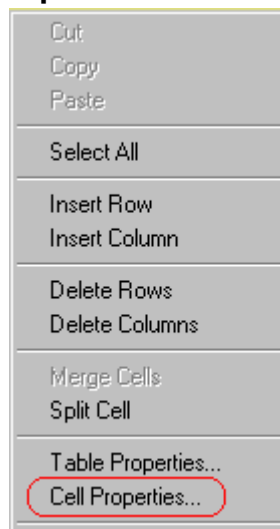 Cut
Copy
Paste
Select All
Insert Row
Insert Column
Delete Rows
Delete Columns
Merge Cells
Split Cell
Table Properties...
Cell Properties...